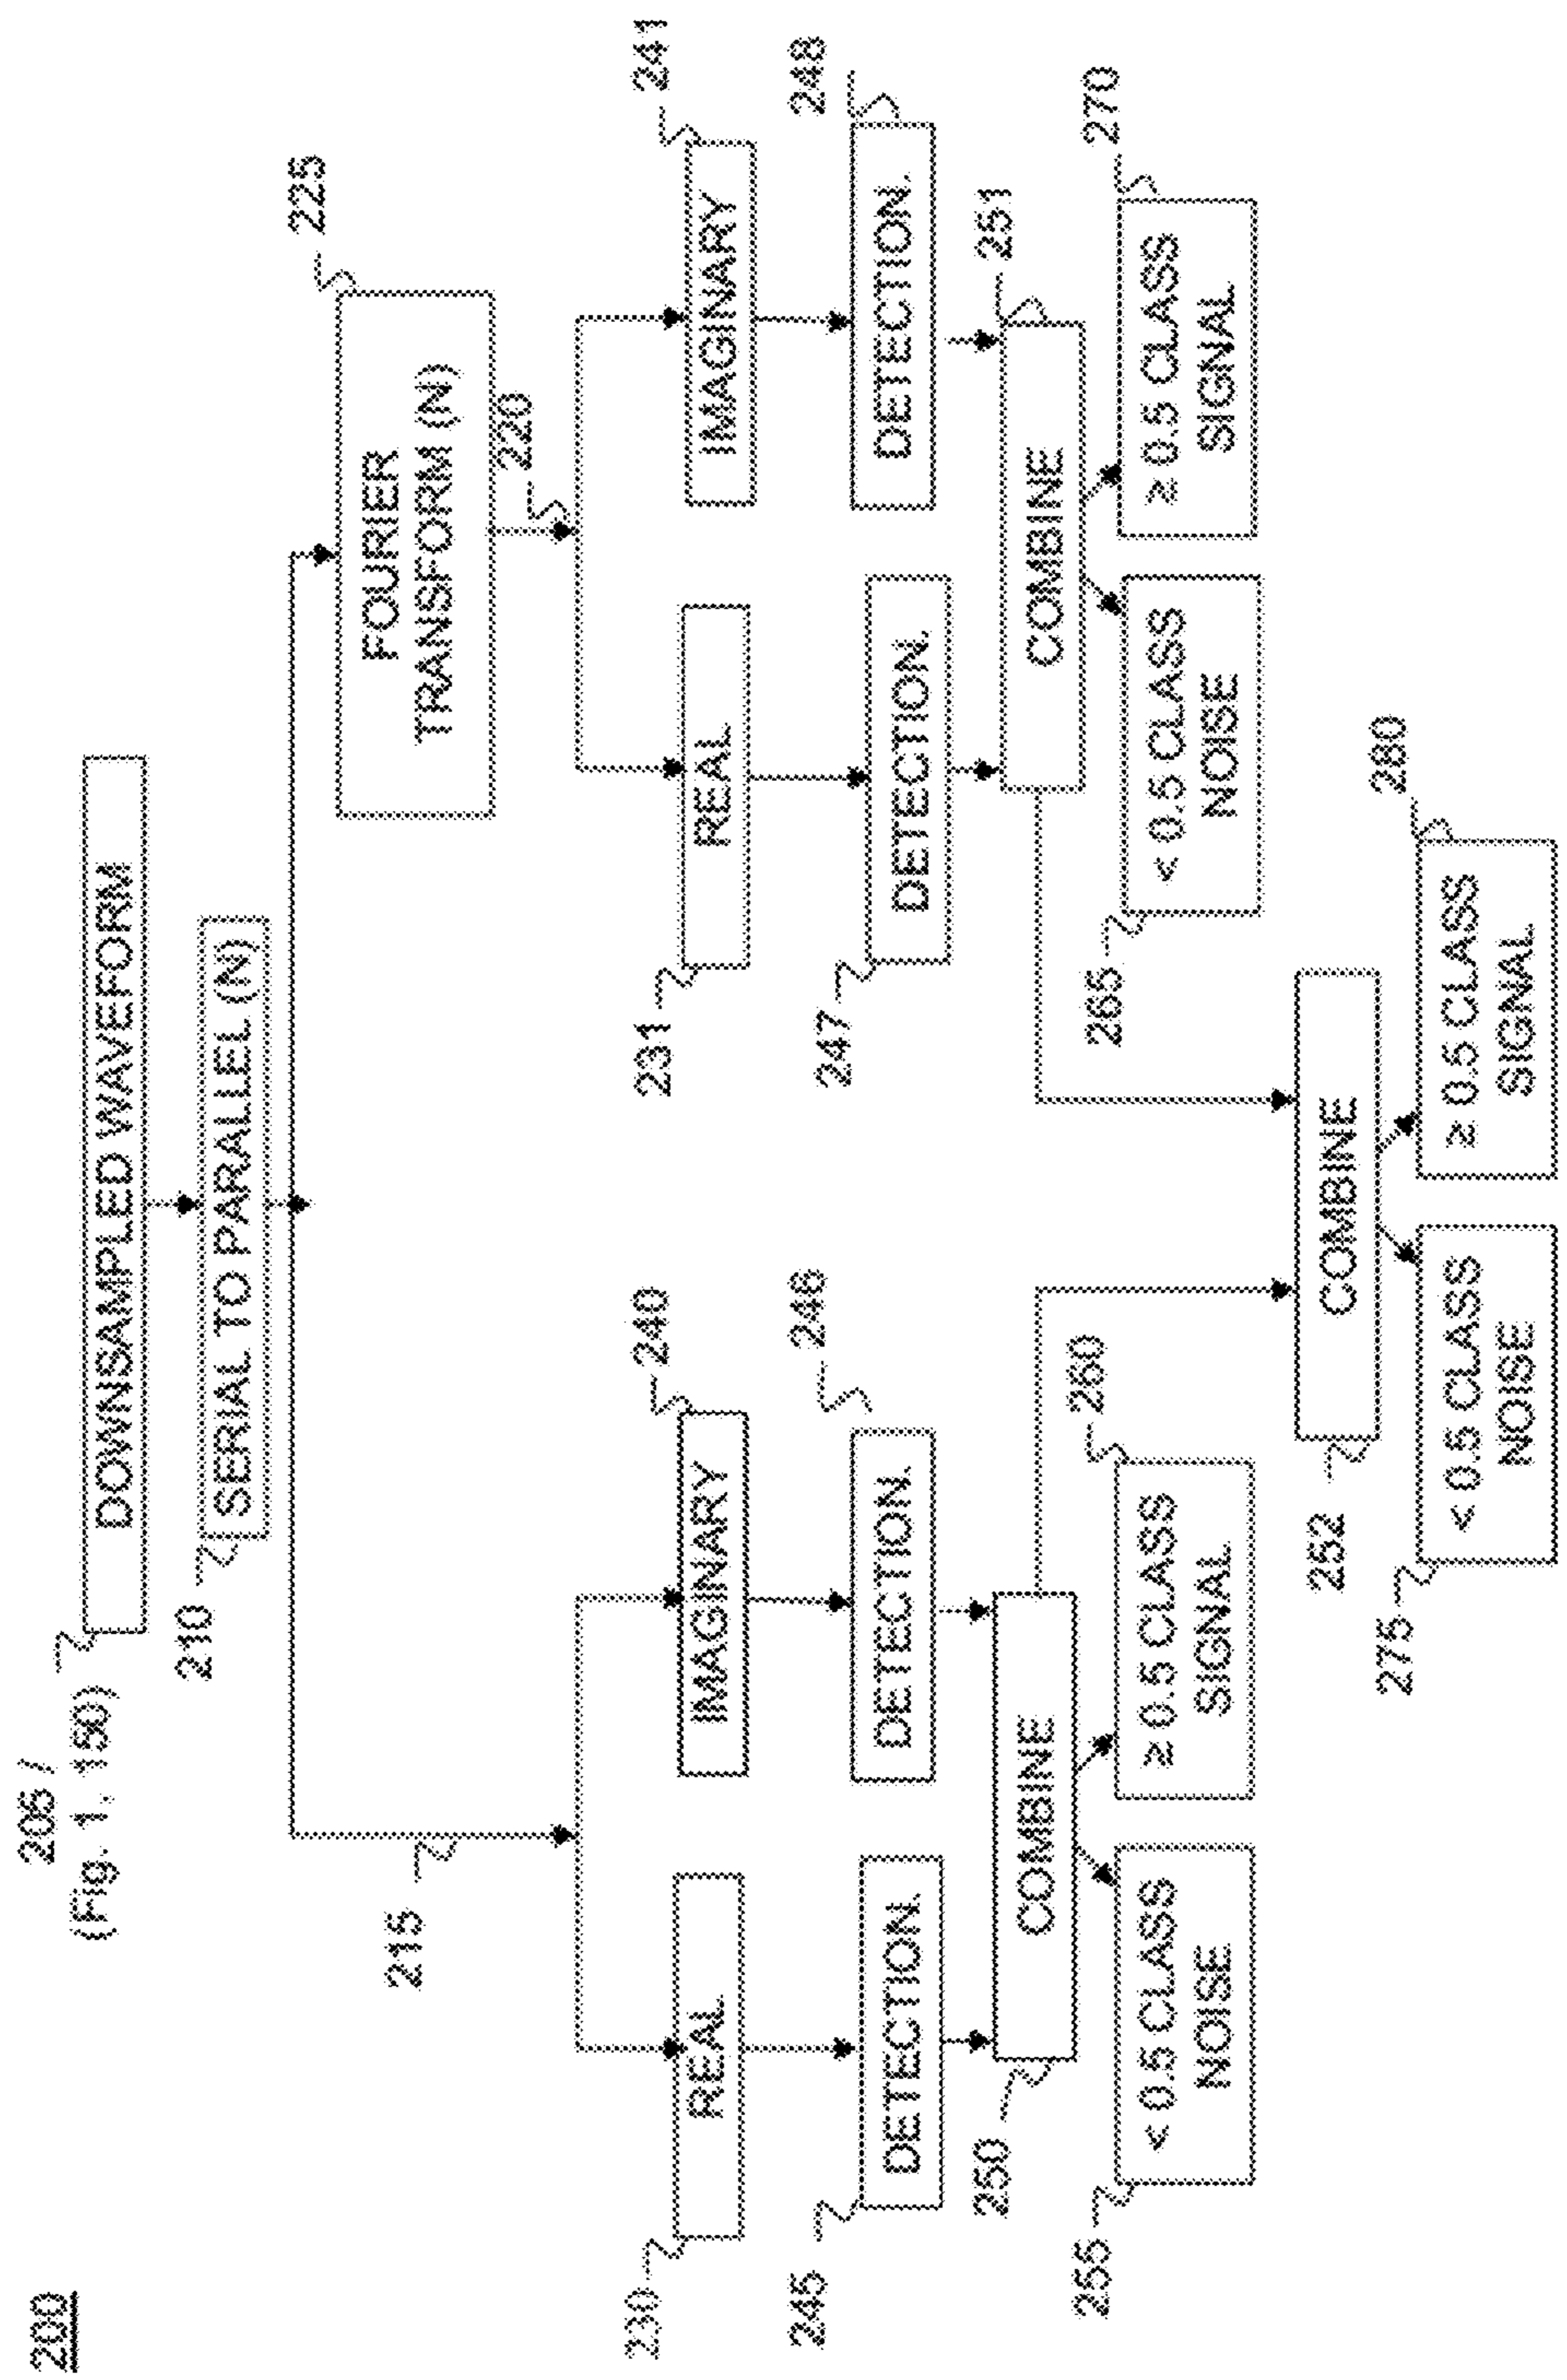 200
205 /
(Fig. 1, 150)
DOWNSAMPLED WAVEFORM
210
SERIAL TO PARALLEL (N)
215
225
FOURIER
TRANSFORM (N)
220
230
REAL
240
IMAGINARY
231
REAL
241
IMAGINARY
245
DETECTION.
246
DETECTION.
247
DETECTION.
248
DETECTION.
250
COMBINE
251
COMBINE
255
< 0.5 CLASS
NOISE
260
≥ 0.5 CLASS
SIGNAL
265
< 0.5 CLASS
NOISE
270
≥ 0.5 CLASS
SIGNAL
252
COMBINE
275
< 0.5 CLASS
NOISE
280
≥ 0.5 CLASS
SIGNAL